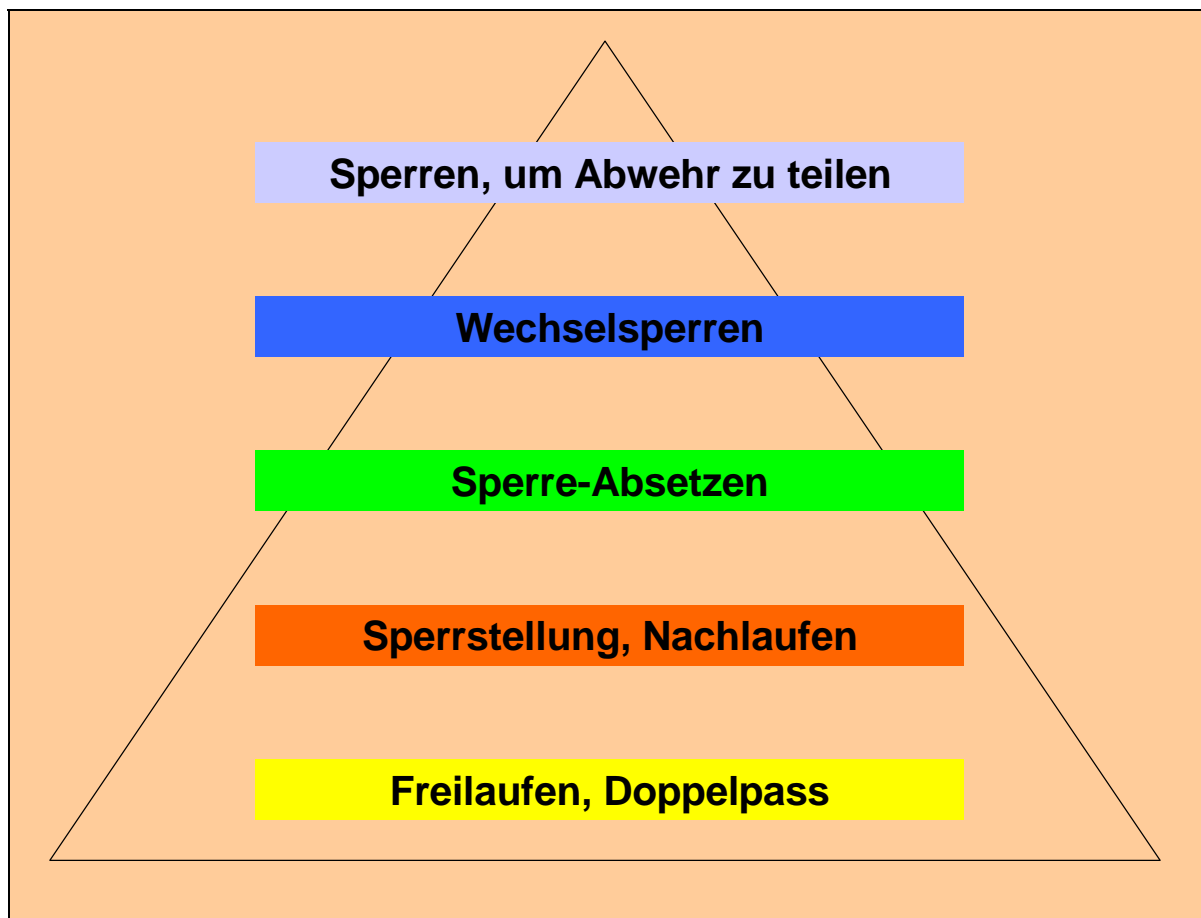 Sperren, um Abwehr zu teilen
Wechselsperren
Sperre-Absetzen
Sperrstellung, Nachlaufen
Freilaufen, Doppelpass